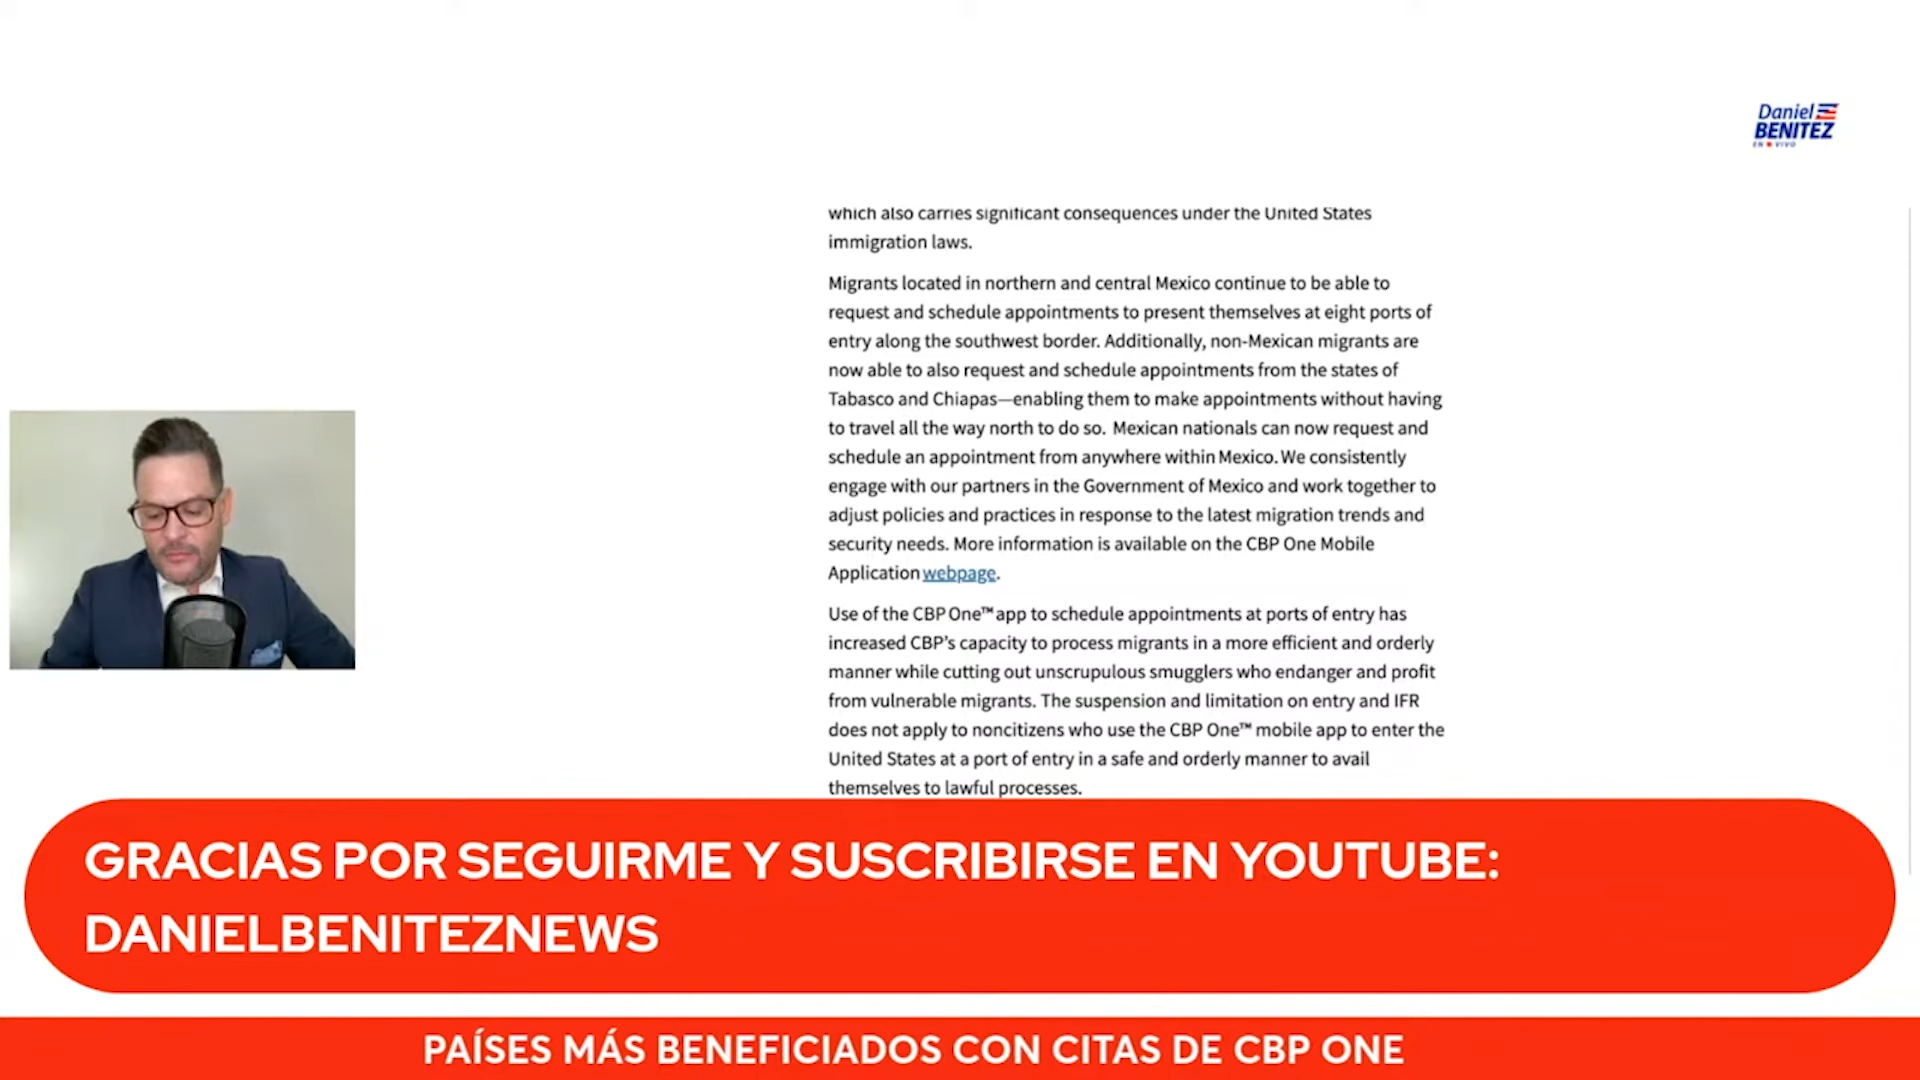 Daniel
BENITEZ
EN VIVO
which also carries significant consequences under the United States
immigration laws.
Migrants located in northern and central Mexico continue to be able to
request and schedule appointments to present themselves at eight ports of
entry along the southwest border. Additionally, non-Mexican migrants are
now able to also request and schedule appointments from the states of
Tabasco and Chiapas—enabling them to make appointments without having
to travel all the way north to do so. Mexican nationals can now request and
schedule an appointment from anywhere within Mexico. We consistently
engage with our partners in the Government of Mexico and work together to
adjust policies and practices in response to the latest migration trends and
security needs. More information is available on the CBP One Mobile
Application webpage.
Use of the CBP One™ app to schedule appointments at ports of entry has
increased CBP’s capacity to process migrants in a more efficient and orderly
manner while cutting out unscrupulous smugglers who endanger and profit
from vulnerable migrants. The suspension and limitation on entry and IFR
does not apply to noncitizens who use the CBP One™ mobile app to enter the
United States at a port of entry in a safe and orderly manner to avail
themselves to lawful processes.
GRACIAS POR SEGUIRME Y SUSCRIBIRSE EN YOUTUBE:
DANIELBENITEZNEWS
PAÍSES MÁS BENEFICIADOS CON CITAS DE CBP ONE